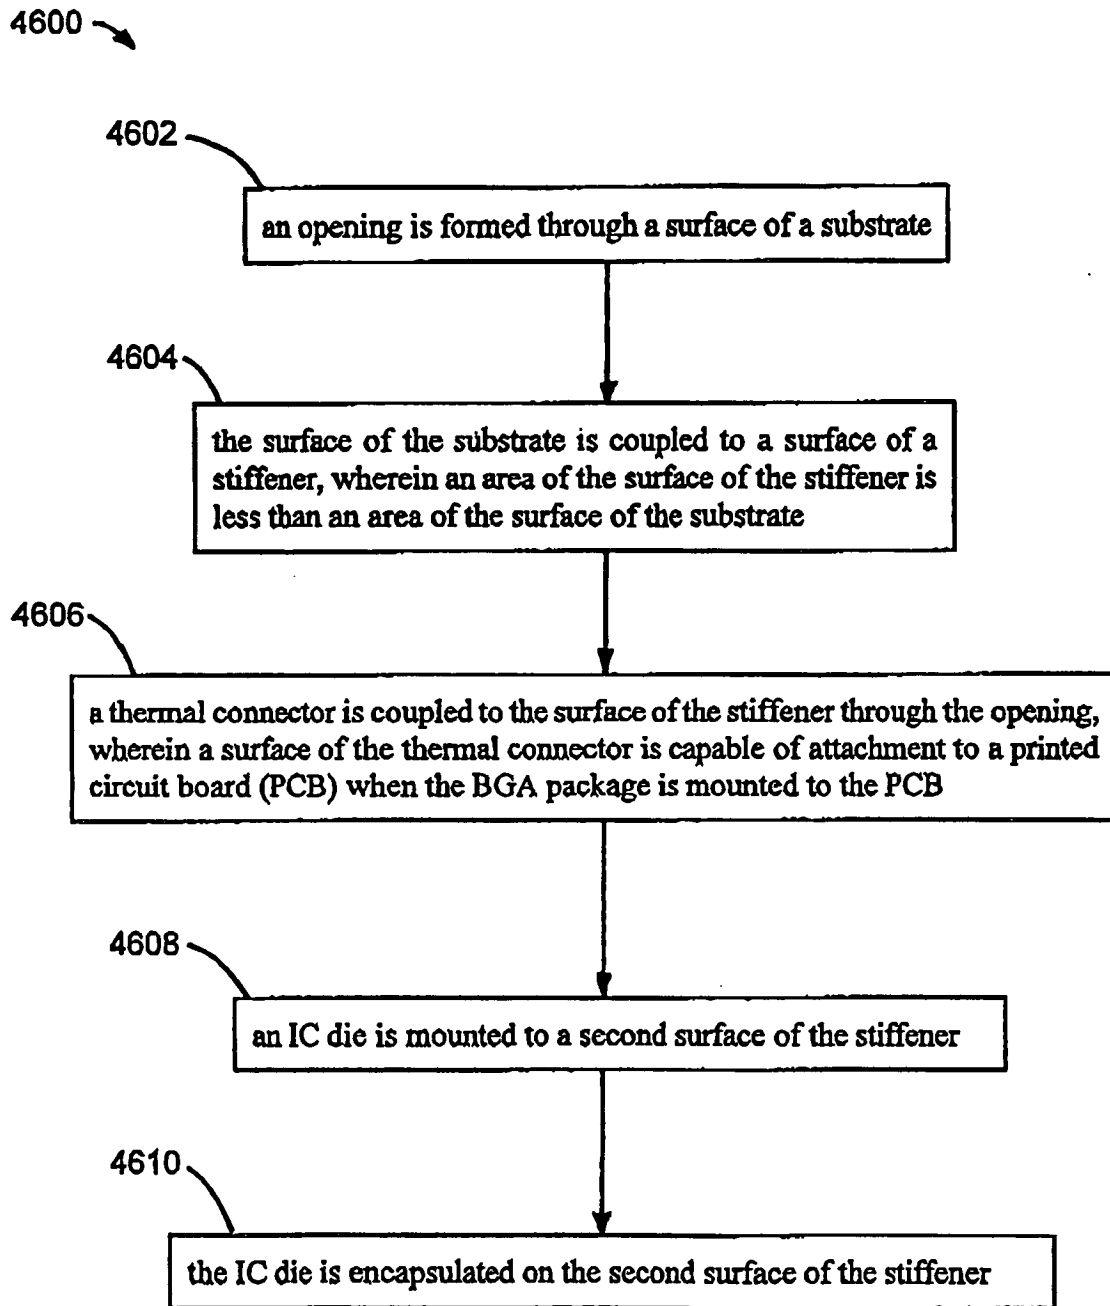 4600
4602
an opening is formed through a surface of a substrate
4604
the surface of the substrate is coupled to a surface of a
stiffener, wherein an area of the surface of the stiffener is
less than an area of the surface of the substrate
4606
a thermal connector is coupled to the surface of the stiffener through the opening,
wherein a surface of the thermal connector is capable of attachment to a printed
circuit board (PCB) when the BGA package is mounted to the PCB
4608
an IC die is mounted to a second surface of the stiffener
4610
the IC die is encapsulated on the second surface of the stiffener